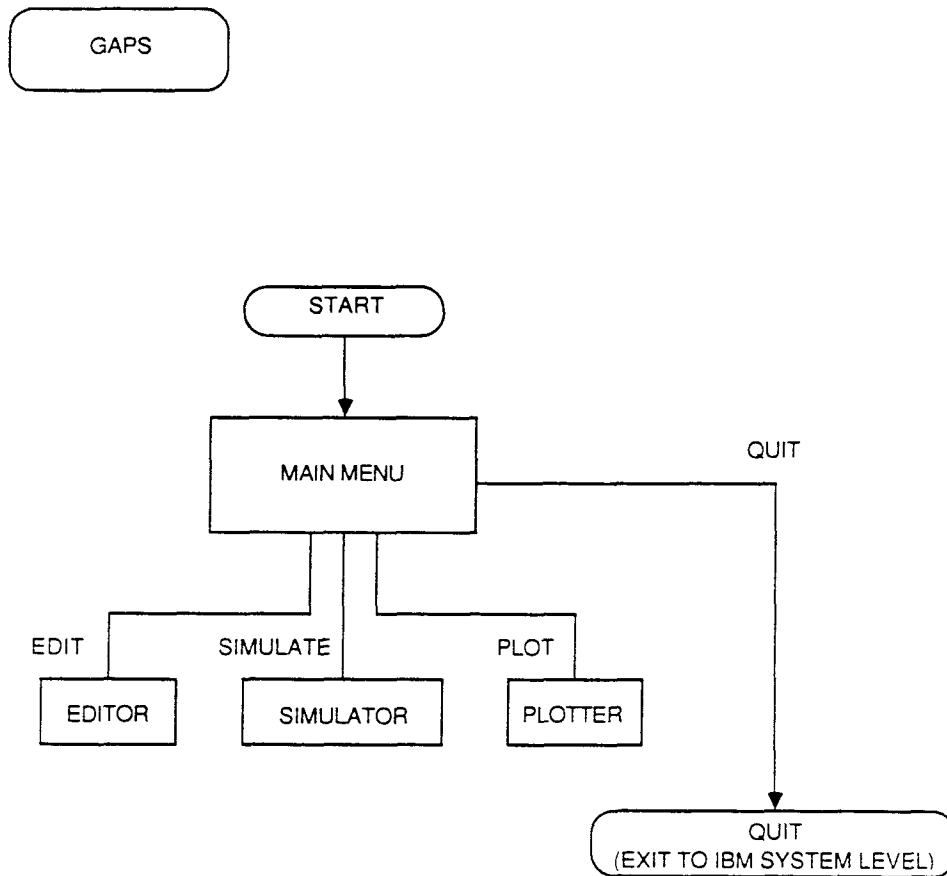 GAPS
START
MAIN MENU
QUIT
EDIT
SIMULATE
PLOT
EDITOR
SIMULATOR
PLOTTER
QUIT
(EXIT TO IBM SYSTEM LEVEL)